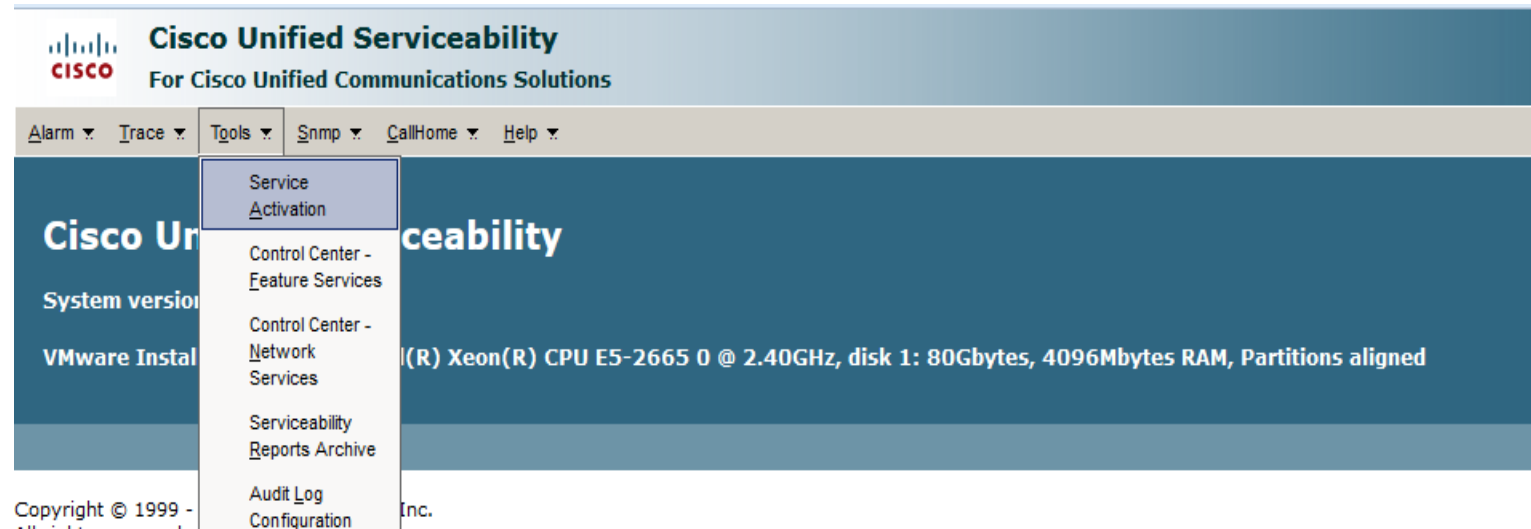 CISCO
Cisco Unified Serviceability
For Cisco Unified Communications Solutions
Alarm Trace Tools Snmp CallHome Help
Service
Activation
Control Center -
Feature Services
Control Center -
Network
Services
Serviceability
Reports Archive
Audit Log
Configuration
Cisco Un ceability
System version
VMware Instal l(R) Xeon(R) CPU E5-2665 0 @ 2.40GHz, disk 1: 80Gbytes, 4096Mbytes RAM, Partitions aligned
Copyright © 1999 - Inc.